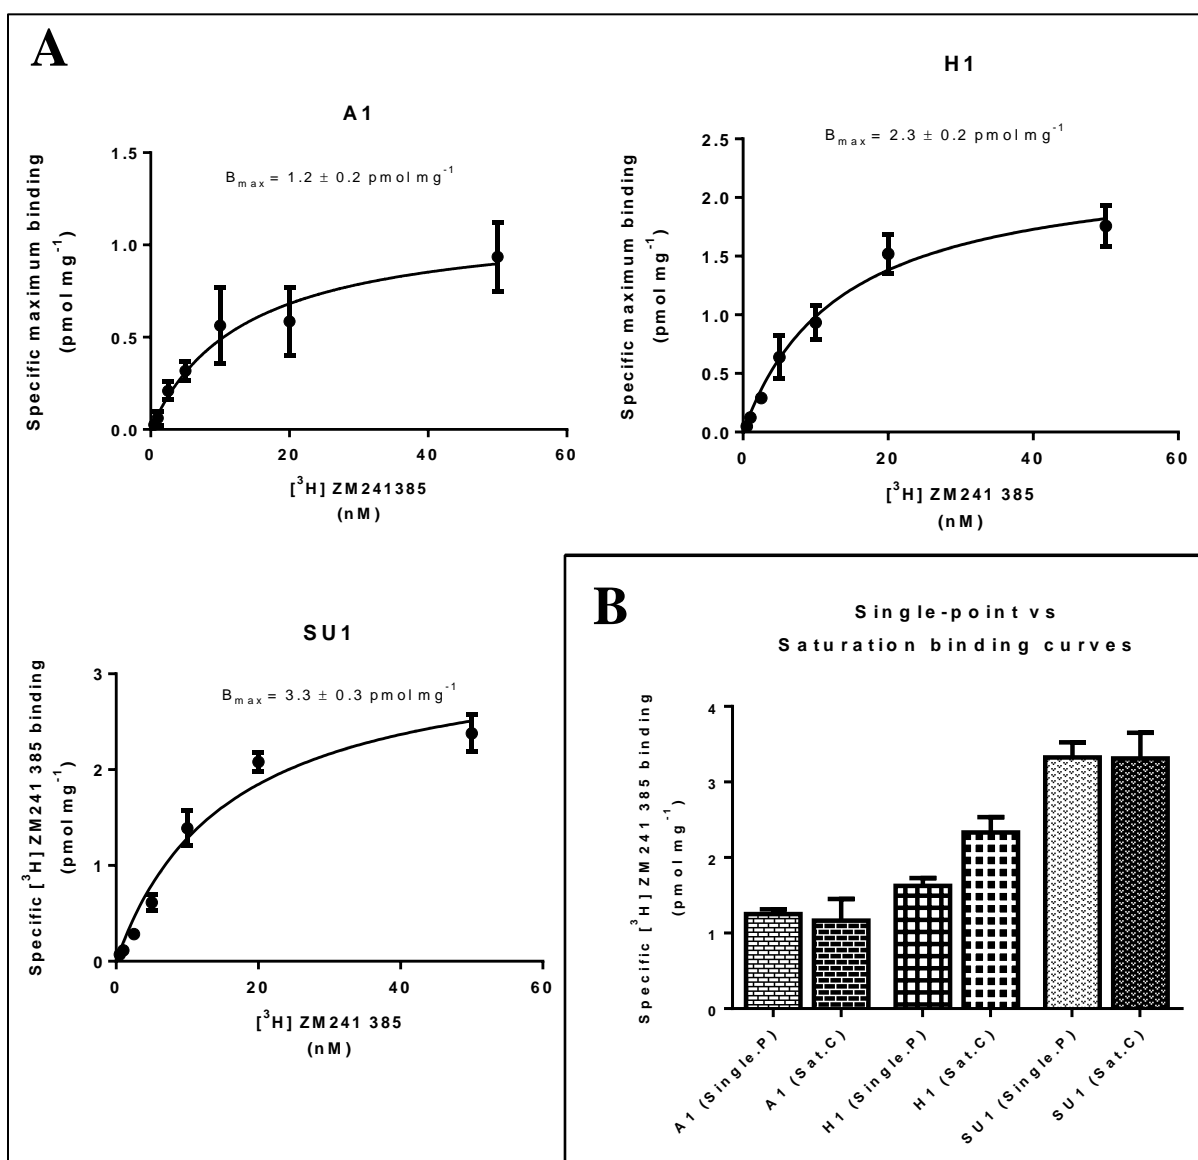 A
A1
Specific maximum binding
(pmol mg⁻¹)
Bmax = 1.2 ± 0.2 pmol mg⁻¹
1.5
1.0
0.5
0.0
0 20 40 60
[³H] ZM241385
(nM)
H1
Specific maximum binding
(pmol mg⁻¹)
Bmax = 2.3 ± 0.2 pmol mg⁻¹
2.5
2.0
1.5
1.0
0.5
0.0
0 20 40 60
[³H] ZM241 385
(nM)
SU1
Specific [³H] ZM241 385 binding
(pmol mg⁻¹)
Bmax = 3.3 ± 0.3 pmol mg⁻¹
3
2
1
0
0 20 40 60
[³H] ZM241 385
(nM)
B
Single-point vs
Saturation binding curves
Specific [³H] ZM241 385 binding
(pmol mg⁻¹)
4
3
2
1
0
A1 (Single.P)
A1 (Sat.C)
H1 (Single.P)
H1 (Sat.C)
SU1 (Single.P)
SU1 (Sat.C)